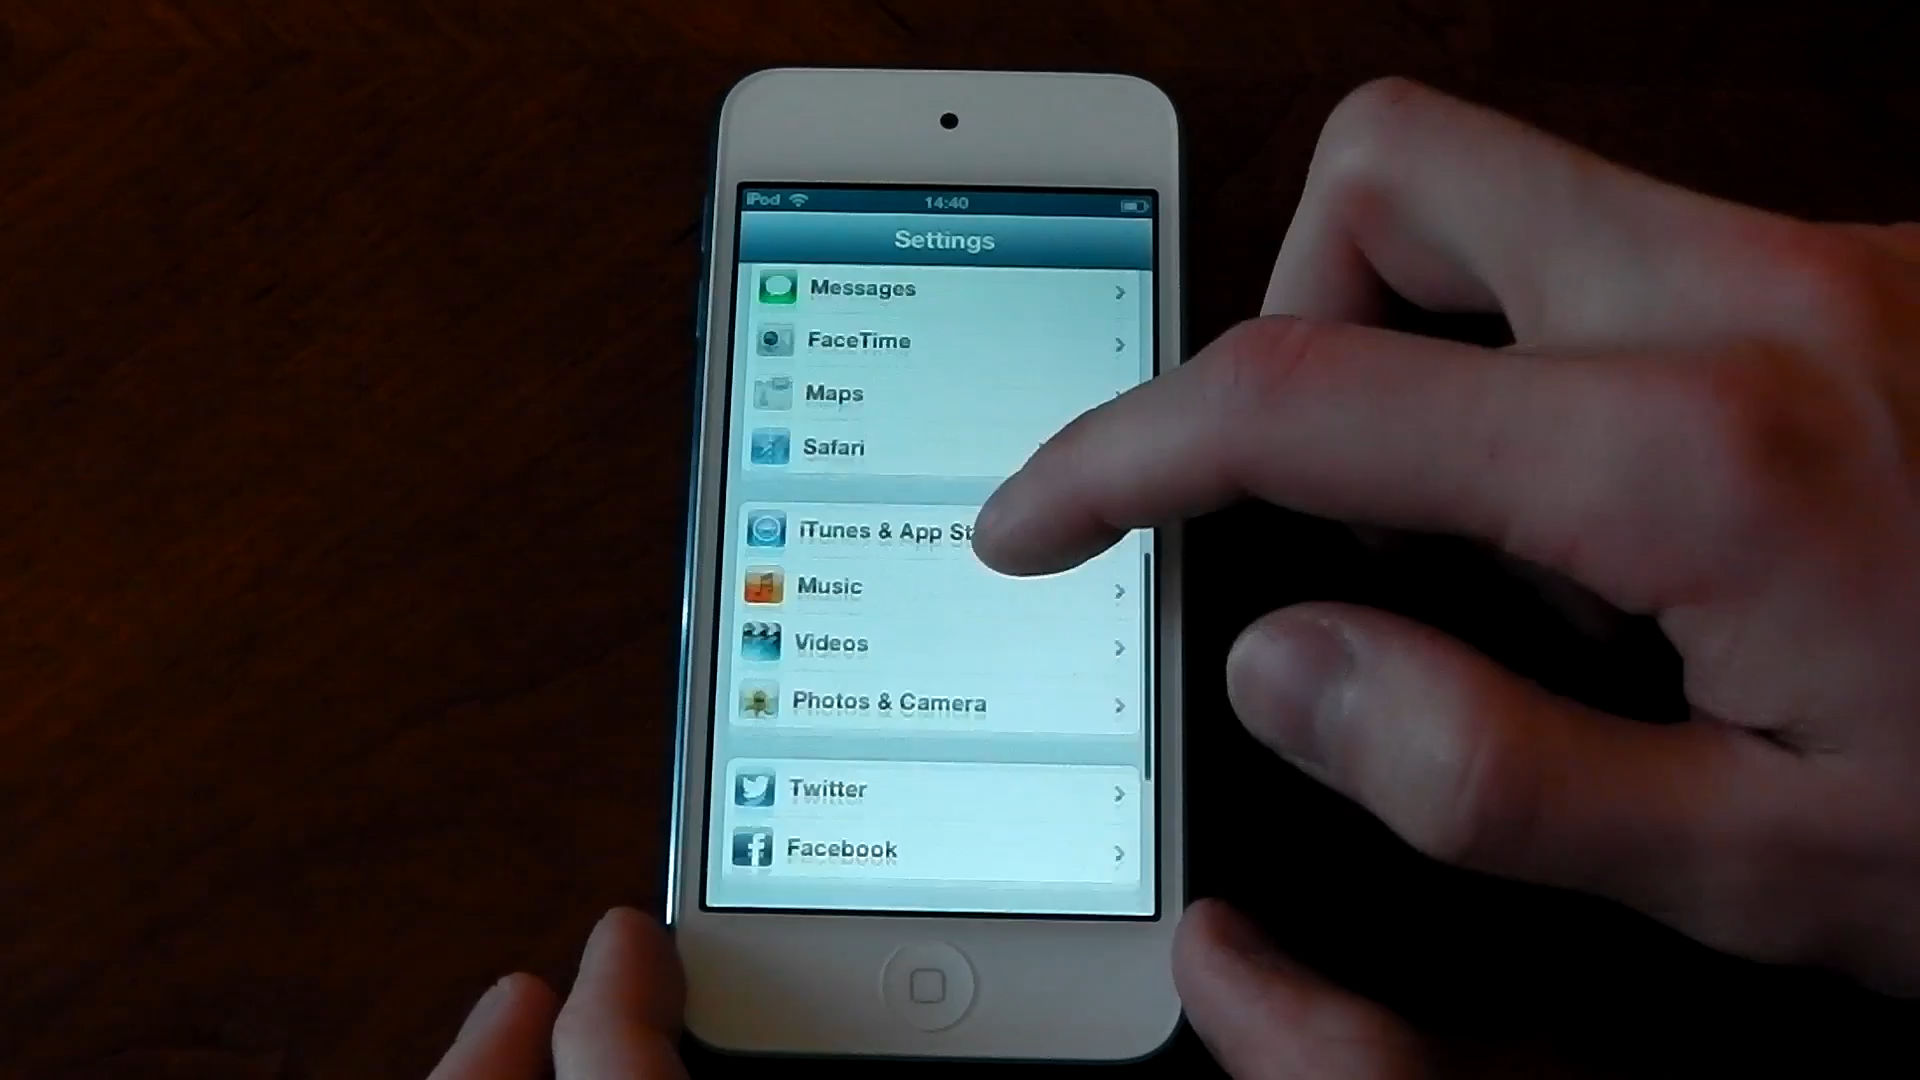 iPod 14:40
Settings
Messages
FaceTime
Maps
Safari
iTunes & App St
Music
Videos
Photos & Camera
Twitter
Facebook